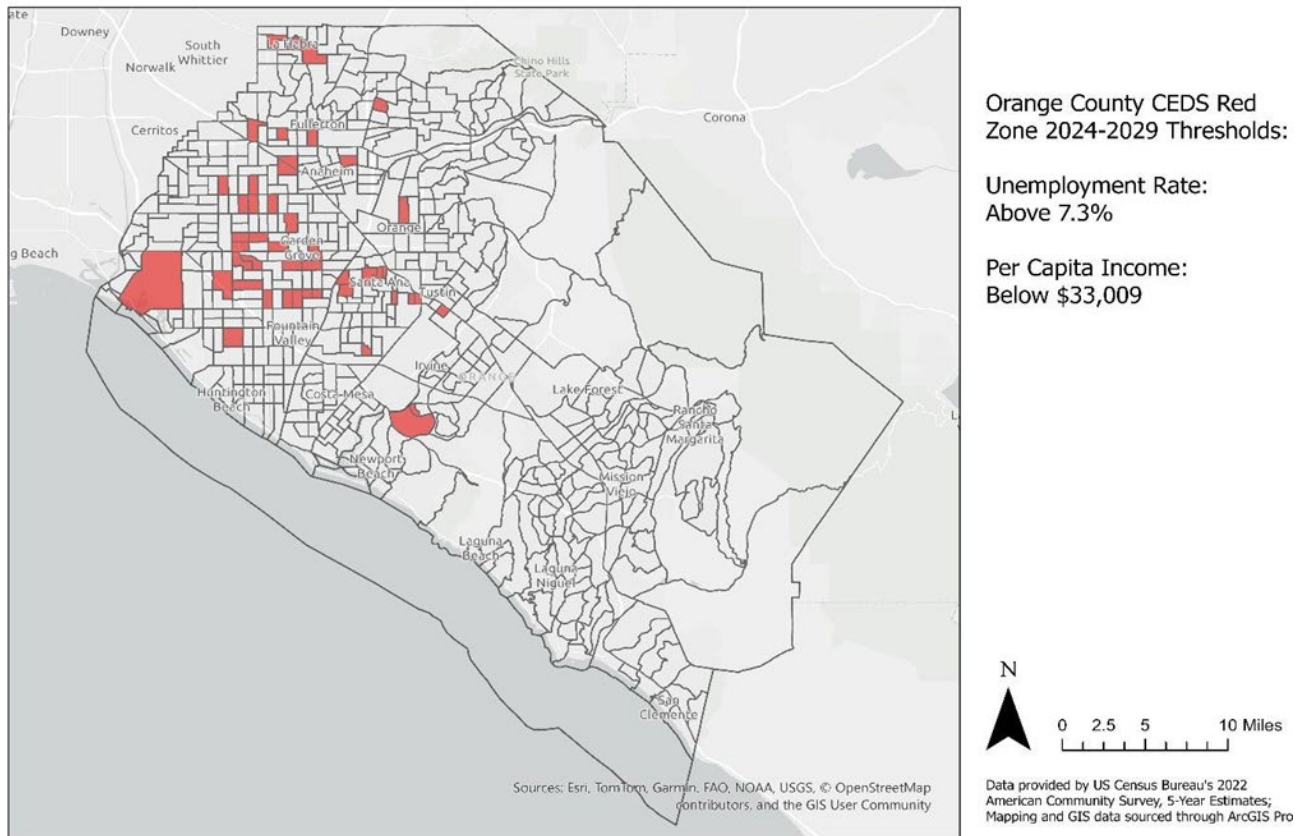 ate
Downey
South
Whittier
Norwalk
La Habra
Chino Hills
State Park
Corona
Cerritos
Fullerton
Anaheim
Orange
g Beach
Garden
Grove
Santa Ana
Tustin
Fountain
Valley
Irvine
ORANGE
Huntington
Beach
Costa Mesa
Lake Forest
Rancho
Santa
Margarita
Newport
Beach
Mission
Viejo
Laguna
Beach
Laguna
Niguel
San
Clemente
L
Sources: Esri, TomTom, Garmin, FAO, NOAA, USGS, © OpenStreetMap
contributors, and the GIS User Community
Orange County CEDS Red
Zone 2024-2029 Thresholds:
Unemployment Rate:
Above 7.3%
Per Capita Income:
Below $33,009
N
0 2.5 5 10 Miles
Data provided by US Census Bureau's 2022
American Community Survey, 5-Year Estimates;
Mapping and GIS data sourced through ArcGIS Pro